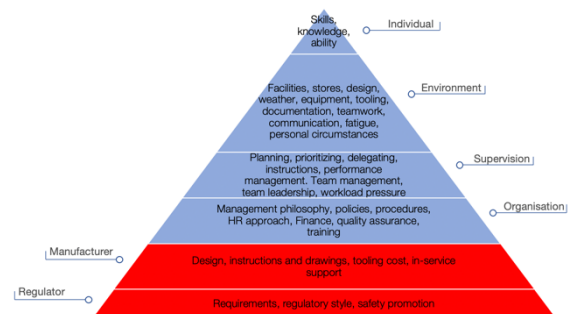 Skills,
knowledge,
ability
Individual
Facilities, stores, design,
weather, equipment, tooling,
documentation, teamwork,
communication, fatigue,
personal circumstances
Environment
Planning, prioritizing, delegating,
instructions, performance
management. Team management,
team leadership, workload pressure
Supervision
Management philosophy, policies, procedures,
HR approach, Finance, quality assurance,
training
Organisation
Manufacturer
Design, instructions and drawings, tooling cost, in-service
support
Regulator
Requirements, regulatory style, safety promotion